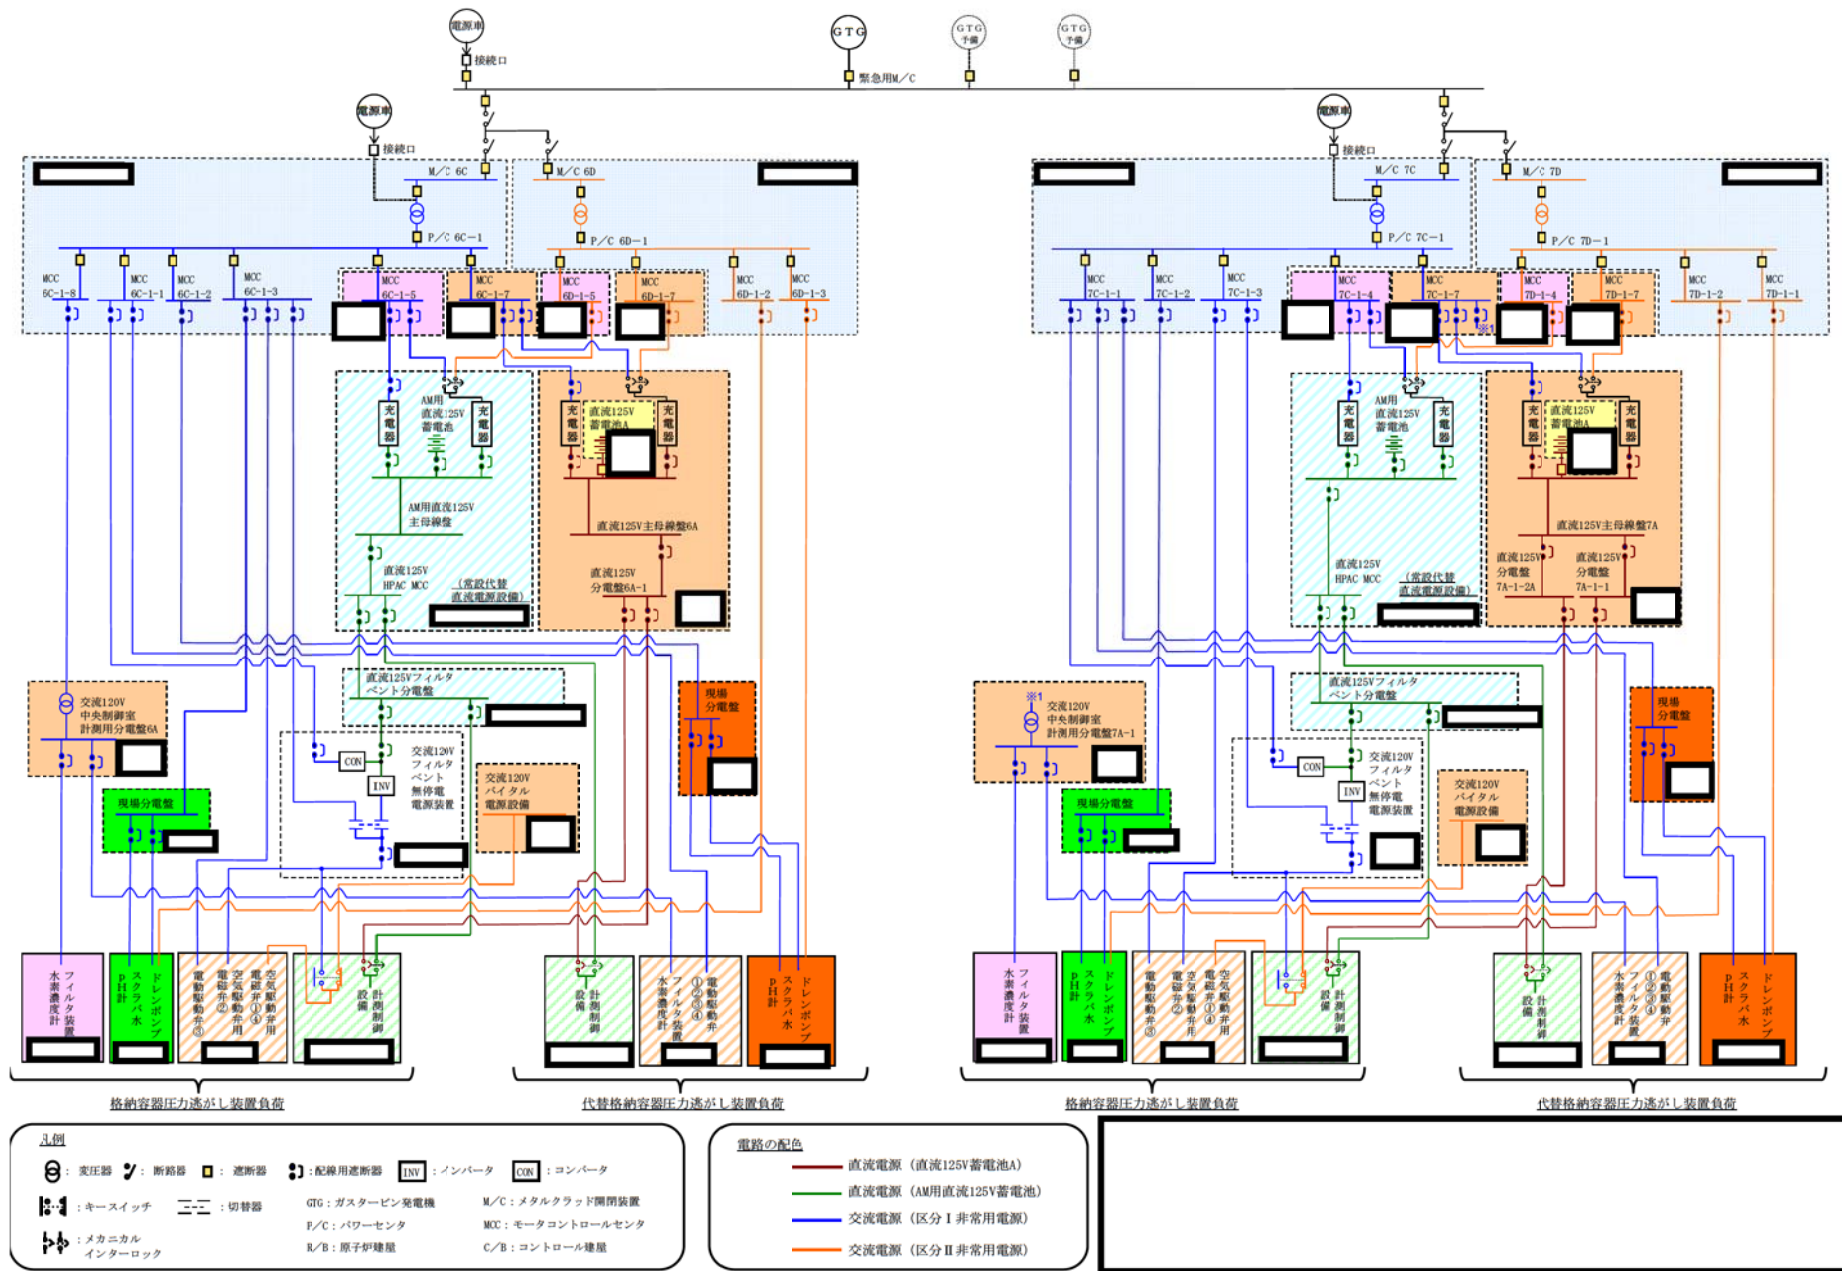 電源車
接続口
GTG
GTG
予備
GTG
予備
緊急用M/C
電源車
接続口
電源車
接続口
M/C 6C
M/C 6D
P/C 6C-1
P/C 6D-1
MCC
6C-1-8
MCC
6C-1-1
MCC
6C-1-2
MCC
6C-1-3
MCC
6C-1-5
MCC
6C-1-7
MCC
6D-1-5
MCC
6D-1-7
MCC
6D-1-2
MCC
6D-1-3
M/C 7C
M/C 7D
P/C 7C-1
P/C 7D-1
MCC
7C-1-1
MCC
7C-1-2
MCC
7C-1-3
MCC
7C-1-4
MCC
7C-1-7
※1
MCC
7D-1-4
MCC
7D-1-7
MCC
7D-1-2
MCC
7D-1-1
充電器
AM用
直流125V
蓄電池
充電器
充電器
直流125V
蓄電池A
充電器
AM用直流125V
主母線盤
直流125V主母線盤6A
直流125V
HPAC MCC
(常設代替
直流電源設備)
直流125V
分電盤6A-1
充電器
AM用
直流125V
蓄電池
充電器
充電器
直流125V
蓄電池A
充電器
直流125V主母線盤7A
直流125V
HPAC MCC
(常設代替
直流電源設備)
直流125V
分電盤
7A-1-2A
直流125V
分電盤
7A-1-1
交流120V
中央制御室
計測用分電盤6A
直流125Vフィルタ
ベント分電盤
現場
分電盤
現場分電盤
CON
INV
交流120V
フィルタ
ベント
無停電
電源装置
交流120V
バイタル
電源設備
※1
交流120V
中央制御室
計測用分電盤7A-1
直流125Vフィルタ
ベント分電盤
現場
分電盤
現場分電盤
CON
INV
交流120V
フィルタ
ベント
無停電
電源装置
交流120V
バイタル
電源設備
フィルタ装置
水素濃度計
ドレンポンプ
スクラバ水
pH計
空気駆動弁用
電磁弁①④
空気駆動弁用
電磁弁②
電動駆動弁③
計測制御
設備
計測制御
設備
電動駆動弁
①②③④
フィルタ装置
水素濃度計
ドレンポンプ
スクラバ水
pH計
フィルタ装置
水素濃度計
ドレンポンプ
スクラバ水
pH計
空気駆動弁用
電磁弁①④
空気駆動弁用
電磁弁②
電動駆動弁③
計測制御
設備
計測制御
設備
電動駆動弁
①②③④
フィルタ装置
水素濃度計
ドレンポンプ
スクラバ水
pH計
格納容器圧力逃がし装置負荷
代替格納容器圧力逃がし装置負荷
格納容器圧力逃がし装置負荷
代替格納容器圧力逃がし装置負荷
凡例
:変圧器 :断路器 :遮断器 :配線用遮断器 INV:インバータ CON:コンバータ
:キースイッチ :切替器 GTG:ガスタービン発電機 M/C:メタルクラッド開閉装置
P/C:パワーセンタ MCC:モータコントロールセンタ
:メカニカル
インターロック
R/B:原子炉建屋 C/B:コントロール建屋
電路の配色
直流電源(直流125V蓄電池A)
直流電源(AM用直流125V蓄電池)
交流電源(区分Ⅰ非常用電源)
交流電源(区分Ⅱ非常用電源)